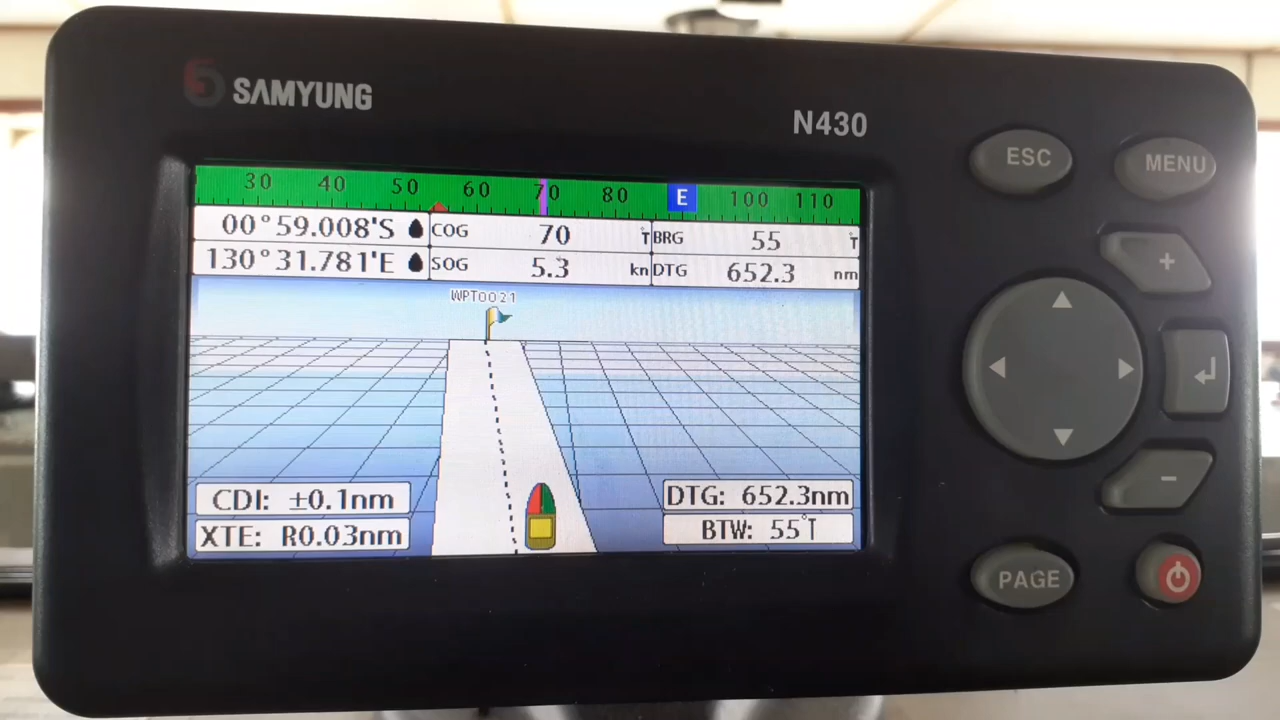 SAMYUNG
N430
30 40 50 60 70 80 E 100 110
00°59.008'S COG 70 °T BRG 55 °T
130°31.781'E SOG 5.3 kn DTG 652.3 nm
WPT0021
CDI: ±0.1nm
XTE: R0.03nm
DTG: 652.3nm
BTW: 55°T
ESC
MENU
+
-
PAGE